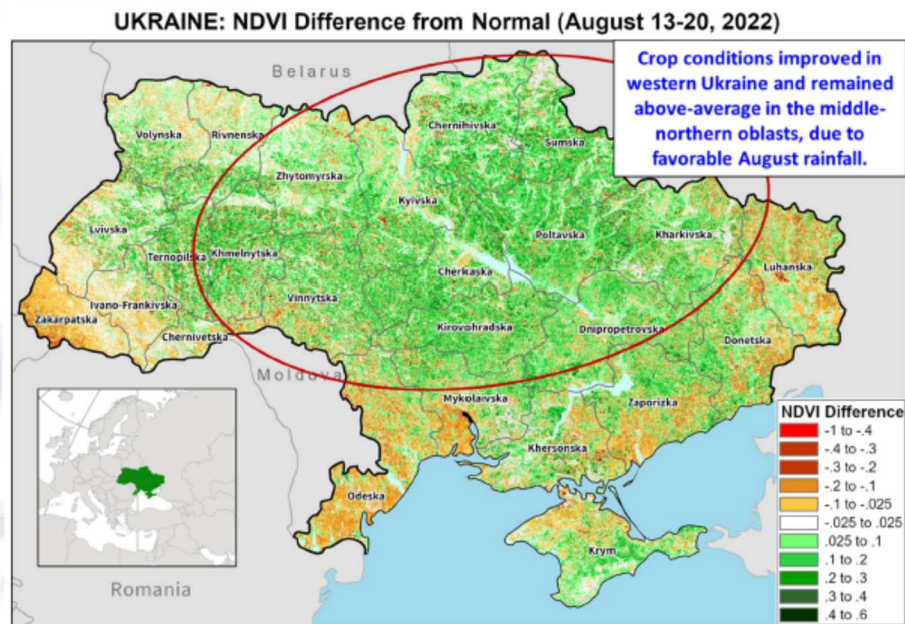 UKRAINE: NDVI Difference from Normal (August 13-20, 2022)
Crop conditions improved in
western Ukraine and remained
above-average in the middle-
northern oblasts, due to
favorable August rainfall.
Belarus
Chernihivska
Volynska
Rivnenska
Sumska
Zhytomyrska
Kyivska
Lvivska
Poltavska
Kharkivska
Ternopilska
Khmelnytska
Luhanska
Cherkaska
Ivano-Frankivska
Vinnytska
Zakarpatska
Kirovohradska
Dnipropetrovska
Chernivetska
Donetska
Moldova
Mykolaivska
Zaporizka
Khersonska
Odeska
Krym
Romania
NDVI Difference
-1 to -.4
-.4 to -.3
-.3 to -.2
-.2 to -.1
-.1 to -.025
-.025 to .025
.025 to .1
.1 to .2
.2 to .3
.3 to .4
.4 to .6